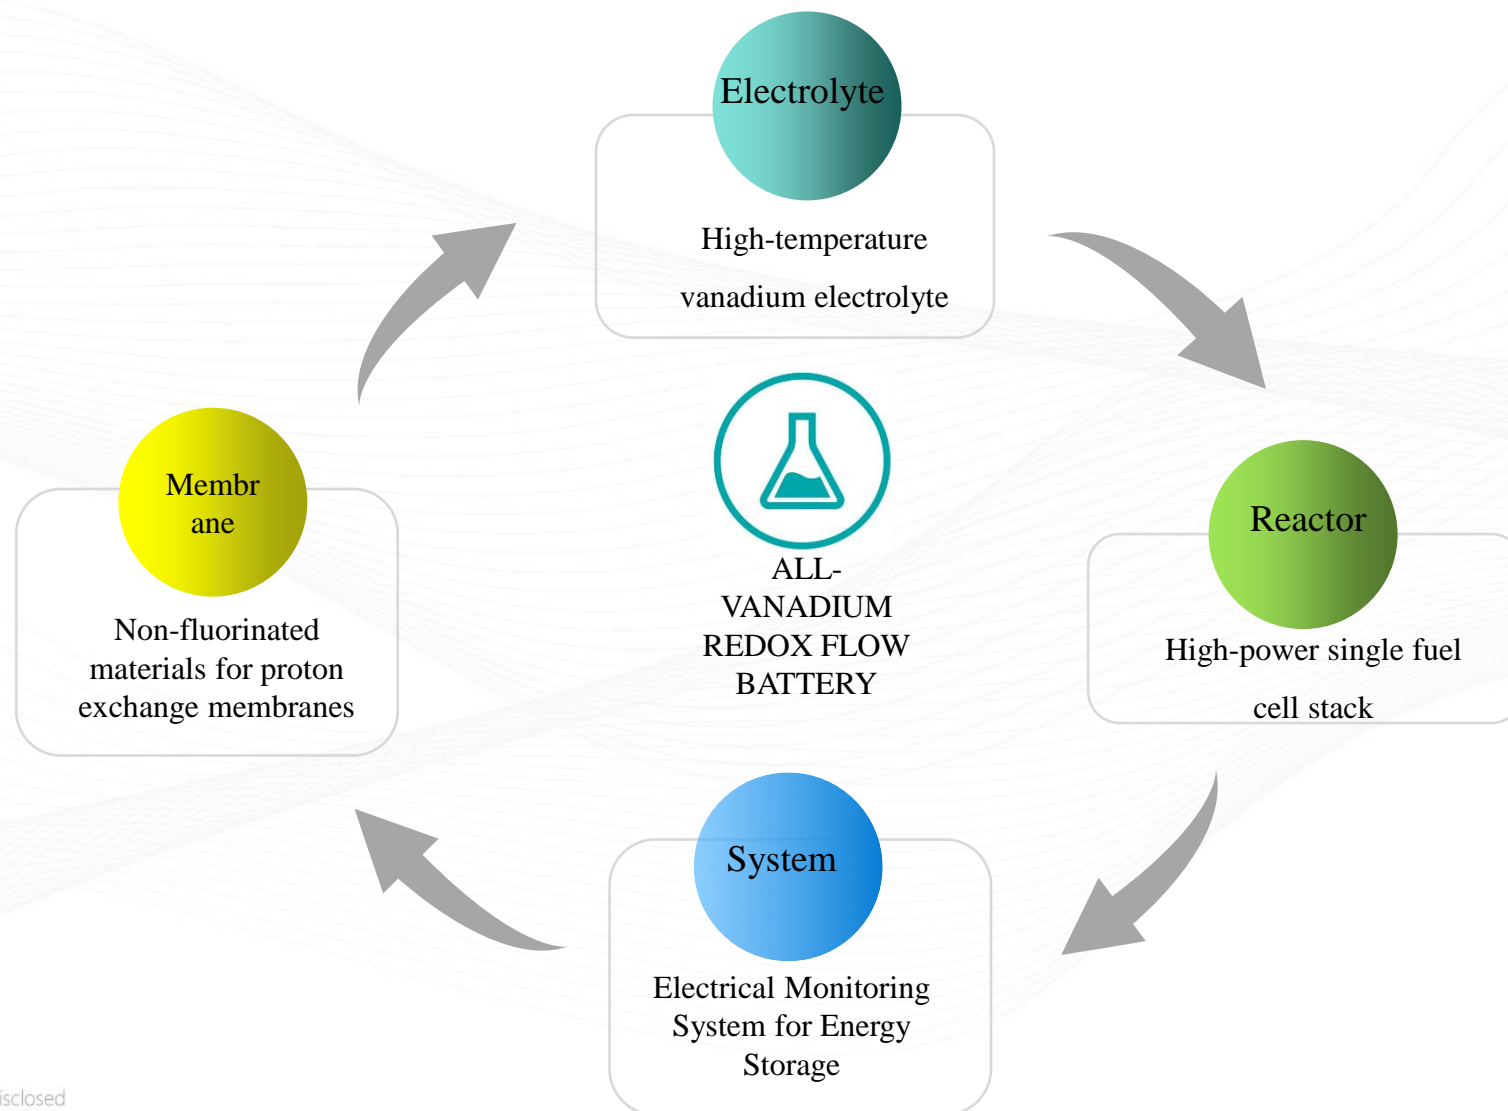 Electrolyte
High-temperature
vanadium electrolyte
Membr
ane
Non-fluorinated
materials for proton
exchange membranes
ALL-
VANADIUM
REDOX FLOW
BATTERY
Reactor
High-power single fuel
cell stack
System
Electrical Monitoring
System for Energy
Storage
isclosed